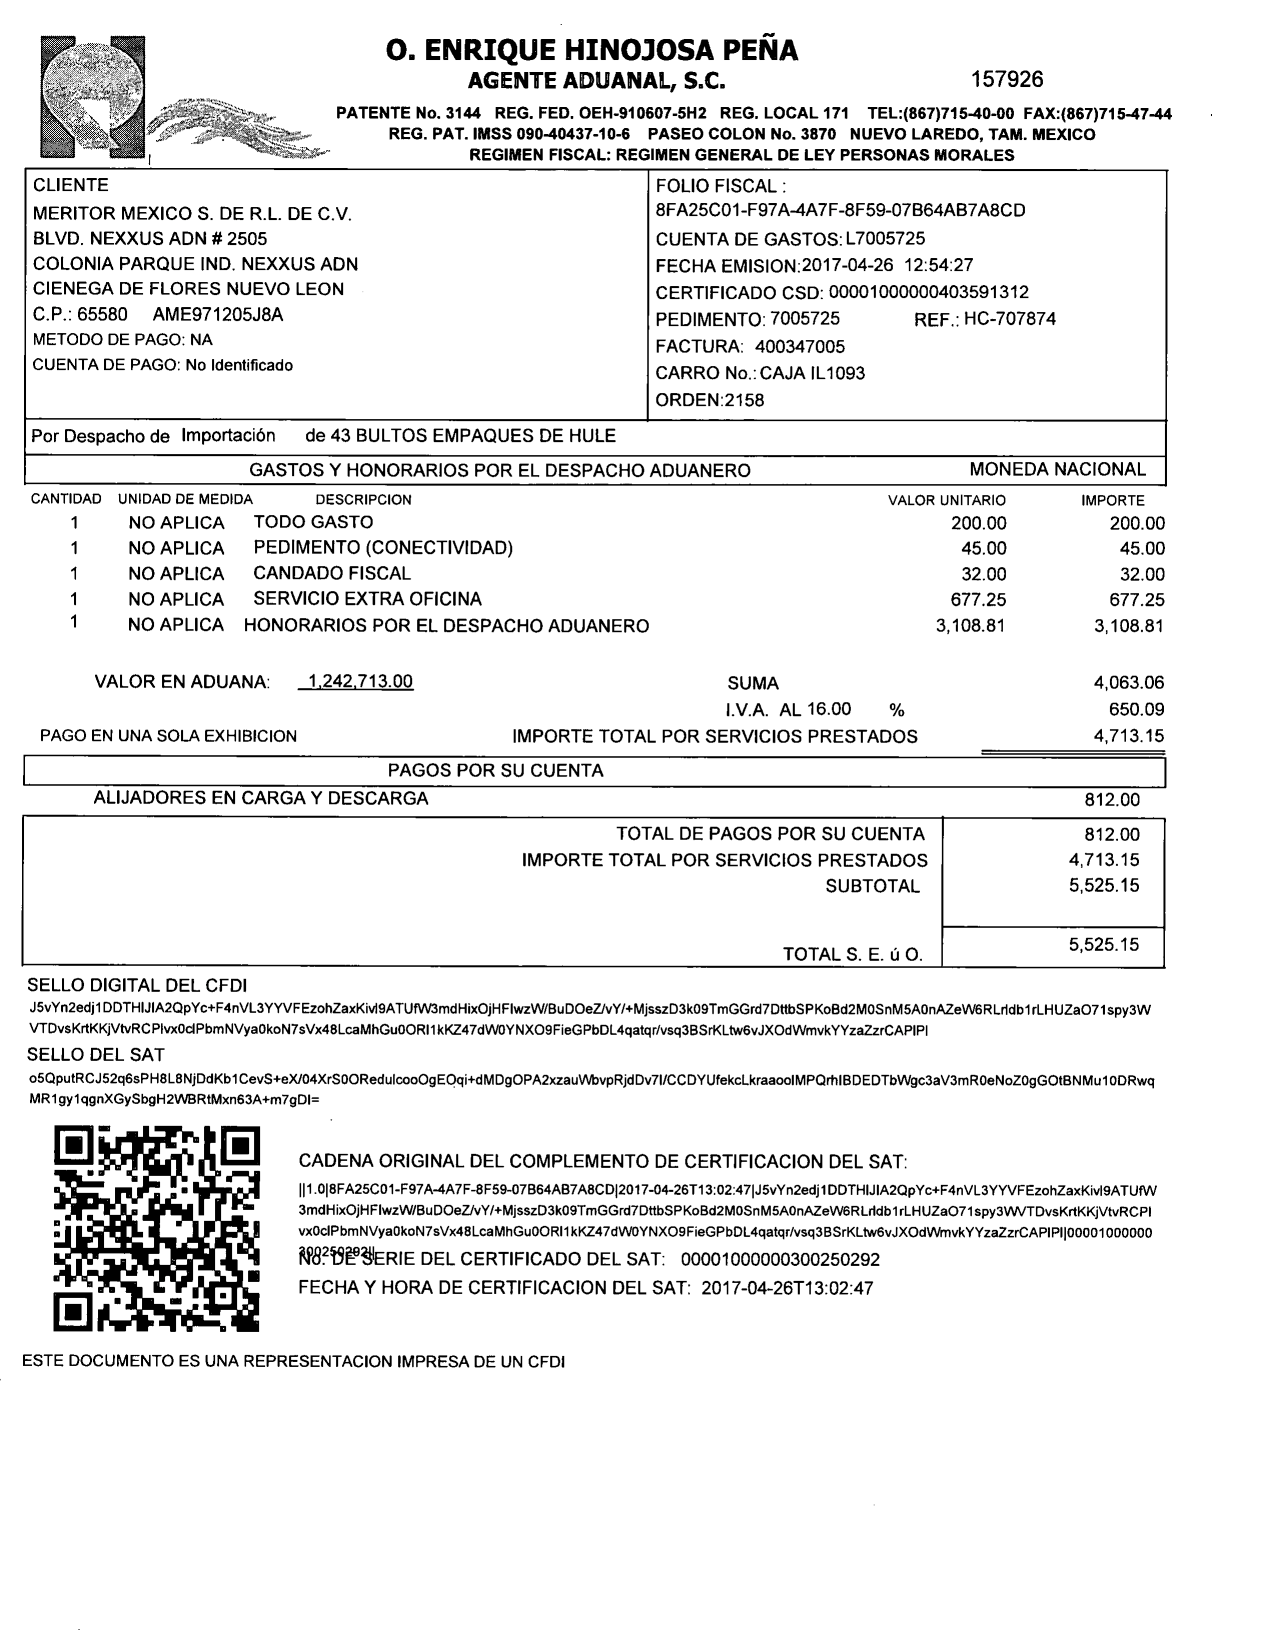 O. ENRIQUE HINOJOSA PEÑA
AGENTE ADUANAL, S.C.
157926
PATENTE No. 3144 REG. FED. OEH-910607-5H2 REG. LOCAL 171 TEL:(867)715-40-00 FAX:(867)715-47-44
REG. PAT. IMSS 090-40437-10-6 PASEO COLON No. 3870 NUEVO LAREDO, TAM. MEXICO
REGIMEN FISCAL: REGIMEN GENERAL DE LEY PERSONAS MORALES
CLIENTE
MERITOR MEXICO S. DE R.L. DE C.V.
BLVD. NEXXUS ADN # 2505
COLONIA PARQUE IND. NEXXUS ADN
CIENEGA DE FLORES NUEVO LEON
C.P.: 65580 AME971205J8A
METODO DE PAGO: NA
CUENTA DE PAGO: No Identificado
FOLIO FISCAL :
8FA25C01-F97A-4A7F-8F59-07B64AB7A8CD
CUENTA DE GASTOS: L7005725
FECHA EMISION:2017-04-26 12:54:27
CERTIFICADO CSD: 00001000000403591312
PEDIMENTO: 7005725 REF.: HC-707874
FACTURA: 400347005
CARRO No.: CAJA IL1093
ORDEN:2158
Por Despacho de Importación de 43 BULTOS EMPAQUES DE HULE
GASTOS Y HONORARIOS POR EL DESPACHO ADUANERO MONEDA NACIONAL
CANTIDAD UNIDAD DE MEDIDA DESCRIPCION VALOR UNITARIO IMPORTE
1 NO APLICA TODO GASTO 200.00 200.00
1 NO APLICA PEDIMENTO (CONECTIVIDAD) 45.00 45.00
1 NO APLICA CANDADO FISCAL 32.00 32.00
1 NO APLICA SERVICIO EXTRA OFICINA 677.25 677.25
1 NO APLICA HONORARIOS POR EL DESPACHO ADUANERO 3,108.81 3,108.81
VALOR EN ADUANA: 1,242,713.00 SUMA 4,063.06
I.V.A. AL 16.00 % 650.09
PAGO EN UNA SOLA EXHIBICION IMPORTE TOTAL POR SERVICIOS PRESTADOS 4,713.15
PAGOS POR SU CUENTA
ALIJADORES EN CARGA Y DESCARGA 812.00
TOTAL DE PAGOS POR SU CUENTA 812.00
IMPORTE TOTAL POR SERVICIOS PRESTADOS 4,713.15
SUBTOTAL 5,525.15
TOTAL S. E. ú O. 5,525.15
SELLO DIGITAL DEL CFDI
J5vYn2edj1DDTHIJIA2QpYc+F4nVL3YYVFEzohZaxKivl9ATUfW3mdHixOjHFIwzW/BuDOeZ/vY/+MjsszD3k09TmGGrd7DttbSPKoBd2M0SnM5A0nAZeW6RLrldb1rLHUZaO71spy3W
VTDvsKrtKKjVtvRCPIvx0clPbmNVya0koN7sVx48LcaMhGu0ORI1kKZ47dW0YNXO9FieGPbDL4qatqr/vsq3BSrKLtw6vJXOdWmvkYYzaZzrCAPIPI
SELLO DEL SAT
o5QputRCJ52q6sPH8L8NjDdKb1CevS+eX/04XrS0ORedulcooOgEOqi+dMDgOPA2xzauWbvpRjdDv7I/CCDYUfekcLkraaooIMPQrhIBDEDTbWgc3aV3mR0eNoZ0gGOtBNMu10DRwq
MR1gy1qgnXGySbgH2WBRtMxn63A+m7gDI=
CADENA ORIGINAL DEL COMPLEMENTO DE CERTIFICACION DEL SAT:
||1.0|8FA25C01-F97A-4A7F-8F59-07B64AB7A8CD|2017-04-26T13:02:47|J5vYn2edj1DDTHIJIA2QpYc+F4nVL3YYVFEzohZaxKivl9ATUfW
3mdHixOjHFIwzW/BuDOeZ/vY/+MjsszD3k09TmGGrd7DttbSPKoBd2M0SnM5A0nAZeW6RLrldb1rLHUZaO71spy3WVTDvsKrtKKjVtvRCPI
vx0clPbmNVya0koN7sVx48LcaMhGu0ORI1kKZ47dW0YNXO9FieGPbDL4qatqr/vsq3BSrKLtw6vJXOdWmvkYYzaZzrCAPIPI||00001000000
300250292||
No. DE SERIE DEL CERTIFICADO DEL SAT: 00001000000300250292
FECHA Y HORA DE CERTIFICACION DEL SAT: 2017-04-26T13:02:47
ESTE DOCUMENTO ES UNA REPRESENTACION IMPRESA DE UN CFDI